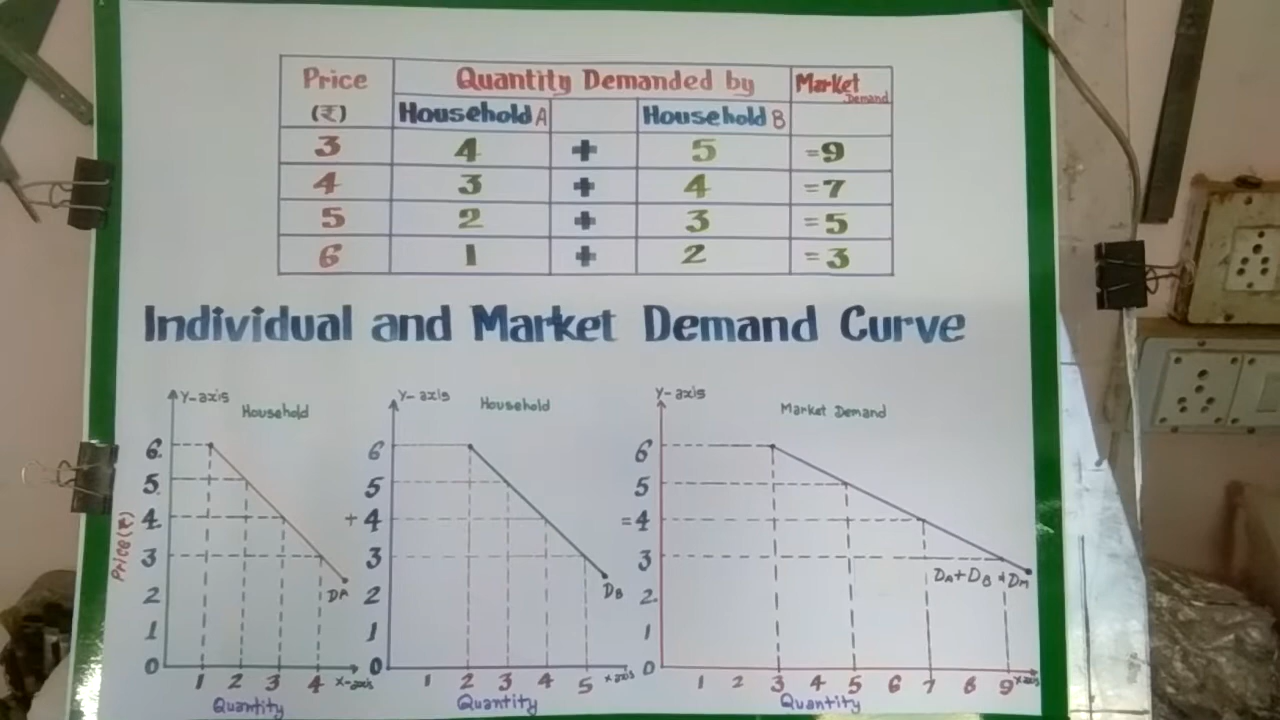 Price Quantity Demanded by Market Demand
(₹) Household A Household B
3 4 + 5 =9
4 3 + 4 =7
5 2 + 3 =5
6 1 + 2 =3
Individual and Market Demand Curve
Y-axis Y-axis Y-axis
Household Household Market Demand
6 6 6
5 5 5
4 + 4 = 4
3 3 3
Price (₹)
DA+DB = DM
2 DA 2 DB 2
1 1 1
0 0 0
1 2 3 4 X-axis 1 2 3 4 5 X axis 1 2 3 4 5 6 7 8 9 X axis
Quantity Quantity Quantity